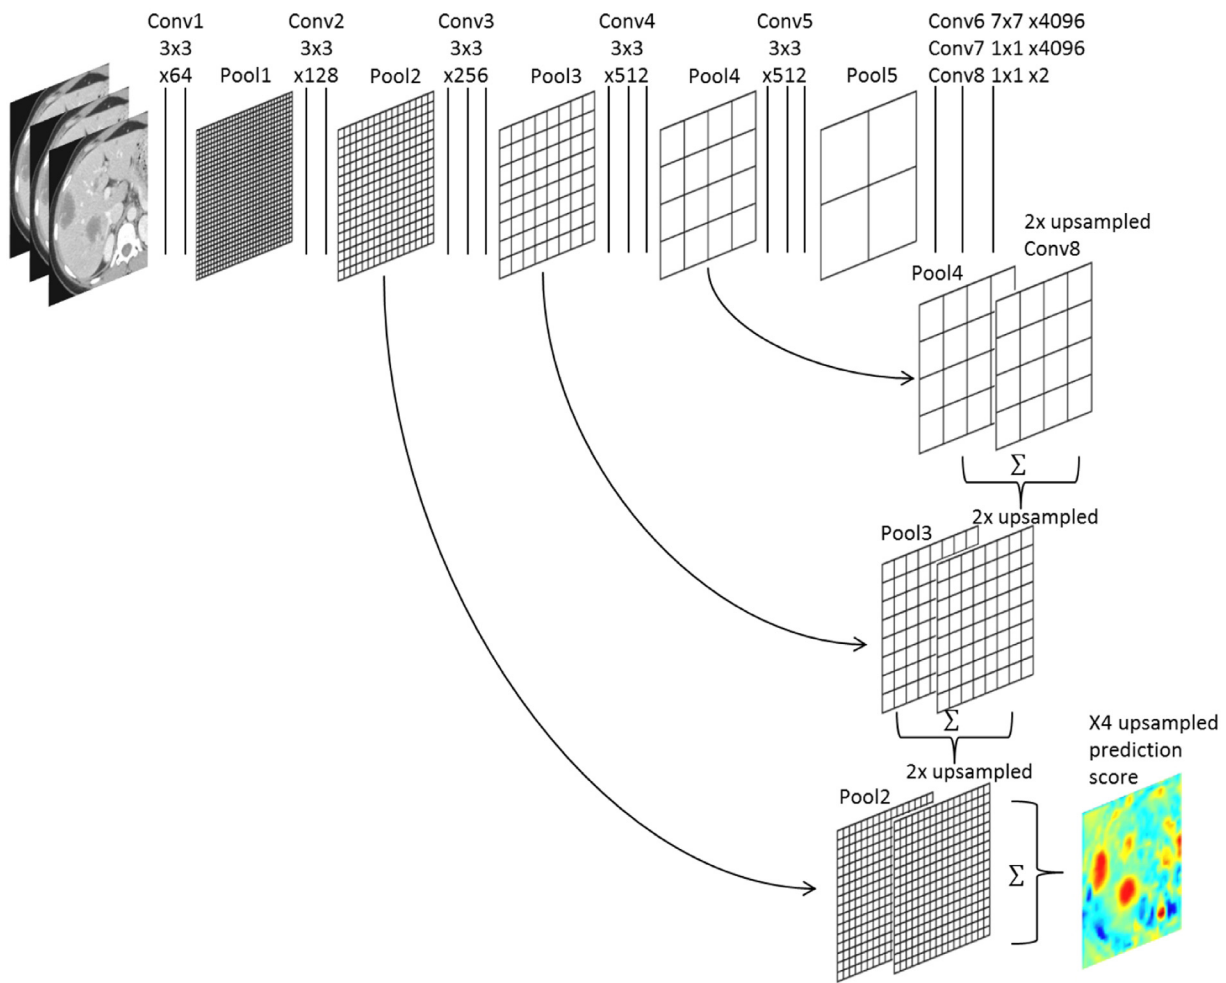 Conv1
3x3
x64
Pool1
Conv2
3x3
x128
Pool2
Conv3
3x3
x256
Pool3
Conv4
3x3
x512
Pool4
Conv5
3x3
x512
Pool5
Conv6 7x7 x4096
Conv7 1x1 x4096
Conv8 1x1 x2
2x upsampled
Conv8
Pool4
Σ
2x upsampled
Pool3
Σ
2x upsampled
Pool2
Σ
X4 upsampled
prediction
score